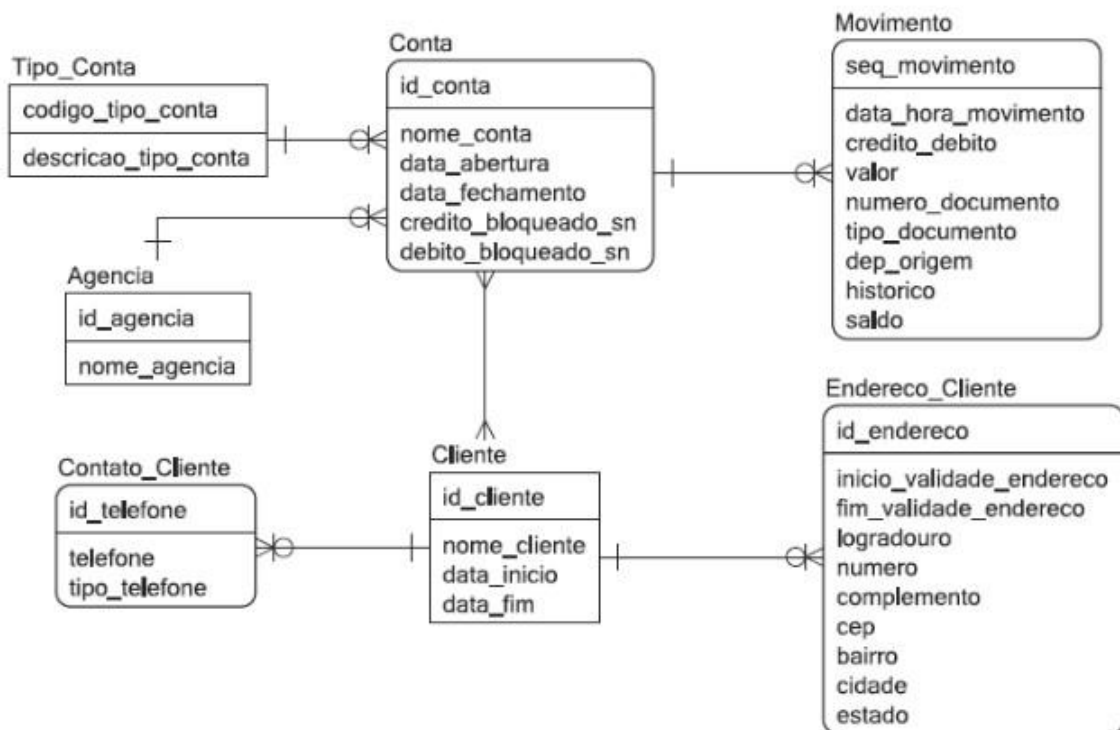 Tipo_Conta
codigo_tipo_conta
descricao_tipo_conta
Conta
id_conta
nome_conta
data_abertura
data_fechamento
credito_bloqueado_sn
debito_bloqueado_sn
Movimento
seq_movimento
data_hora_movimento
credito_debito
valor
numero_documento
tipo_documento
dep_origem
historico
saldo
Agencia
id_agencia
nome_agencia
Contato_Cliente
id_telefone
telefone
tipo_telefone
Cliente
id_cliente
nome_cliente
data_inicio
data_fim
Endereco_Cliente
id_endereco
inicio_validade_endereco
fim_validade_endereco
logradouro
numero
complemento
cep
bairro
cidade
estado